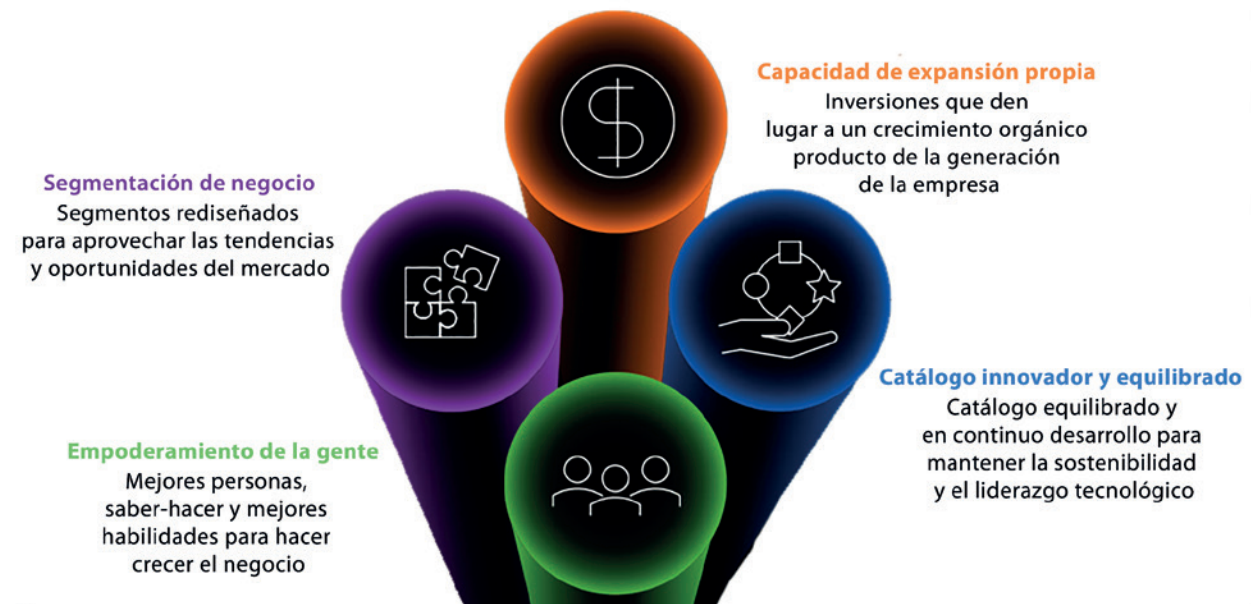 Capacidad de expansión propia
Inversiones que den
lugar a un crecimiento orgánico
producto de la generación
de la empresa
Segmentación de negocio
Segmentos rediseñados
para aprovechar las tendencias
y oportunidades del mercado
Catálogo innovador y equilibrado
Catálogo equilibrado y
en continuo desarrollo para
mantener la sostenibilidad
y el liderazgo tecnológico
Empoderamiento de la gente
Mejores personas,
saber-hacer y mejores
habilidades para hacer
crecer el negocio